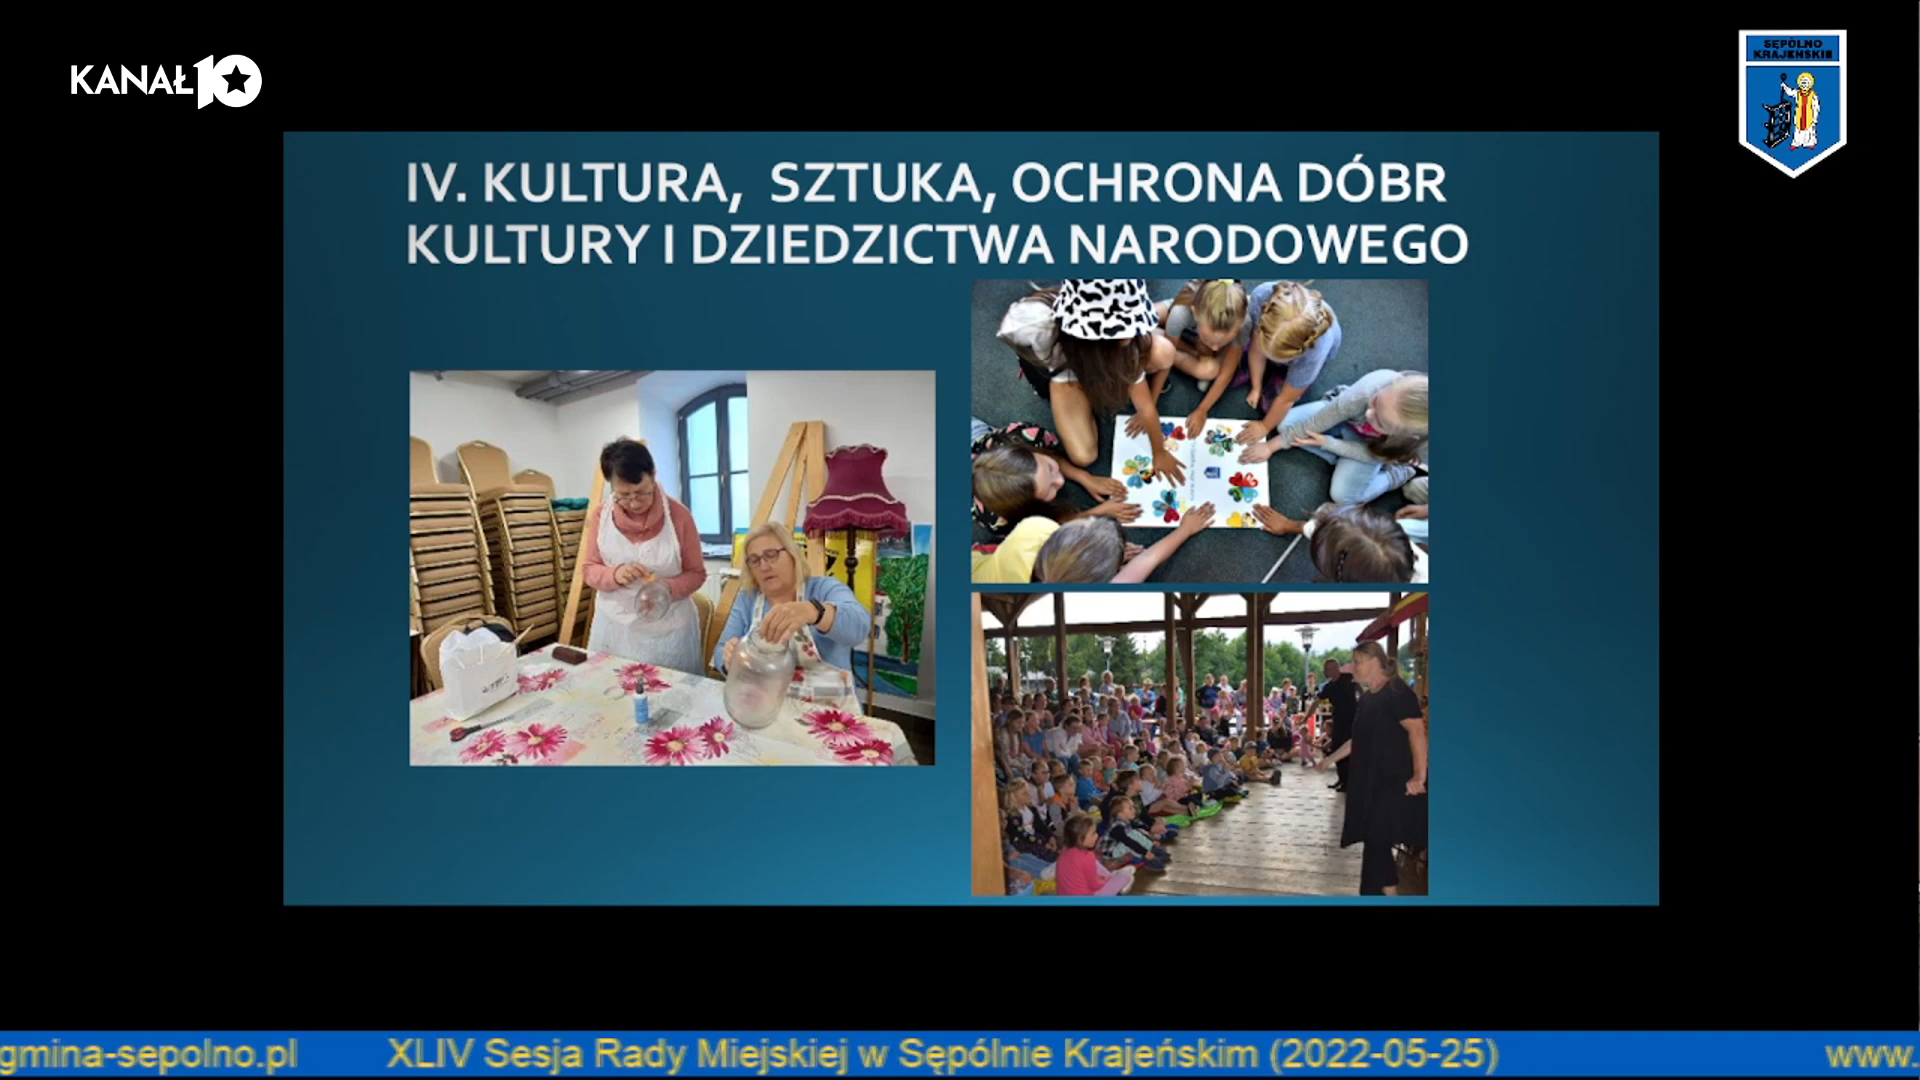 KANAŁ10
SĘPÓLNO
KRAJEŃSKIE
IV. KULTURA, SZTUKA, OCHRONA DÓBR
KULTURY I DZIEDZICTWA NARODOWEGO
gmina-sepolno.pl XLIV Sesja Rady Miejskiej w Sępólnie Krajeńskim (2022-05-25) www.